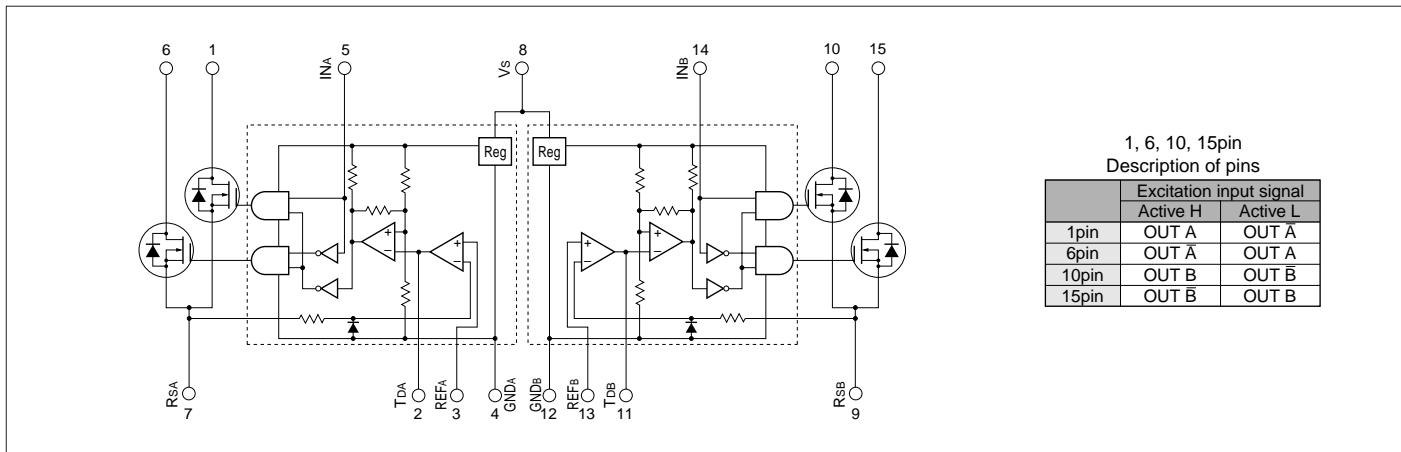 6 1 5 8 14 10 15
INA VS INB
Reg Reg
+ + + +
− − − −
RSA TDA REFA GNDA GNDB REFB TDB RSB
7 2 3 4 12 13 11 9
1, 6, 10, 15pin
Description of pins
Excitation input signal
Active H Active L
1pin OUT A OUT A̅
6pin OUT A̅ OUT A
10pin OUT B OUT B̅
15pin OUT B̅ OUT B